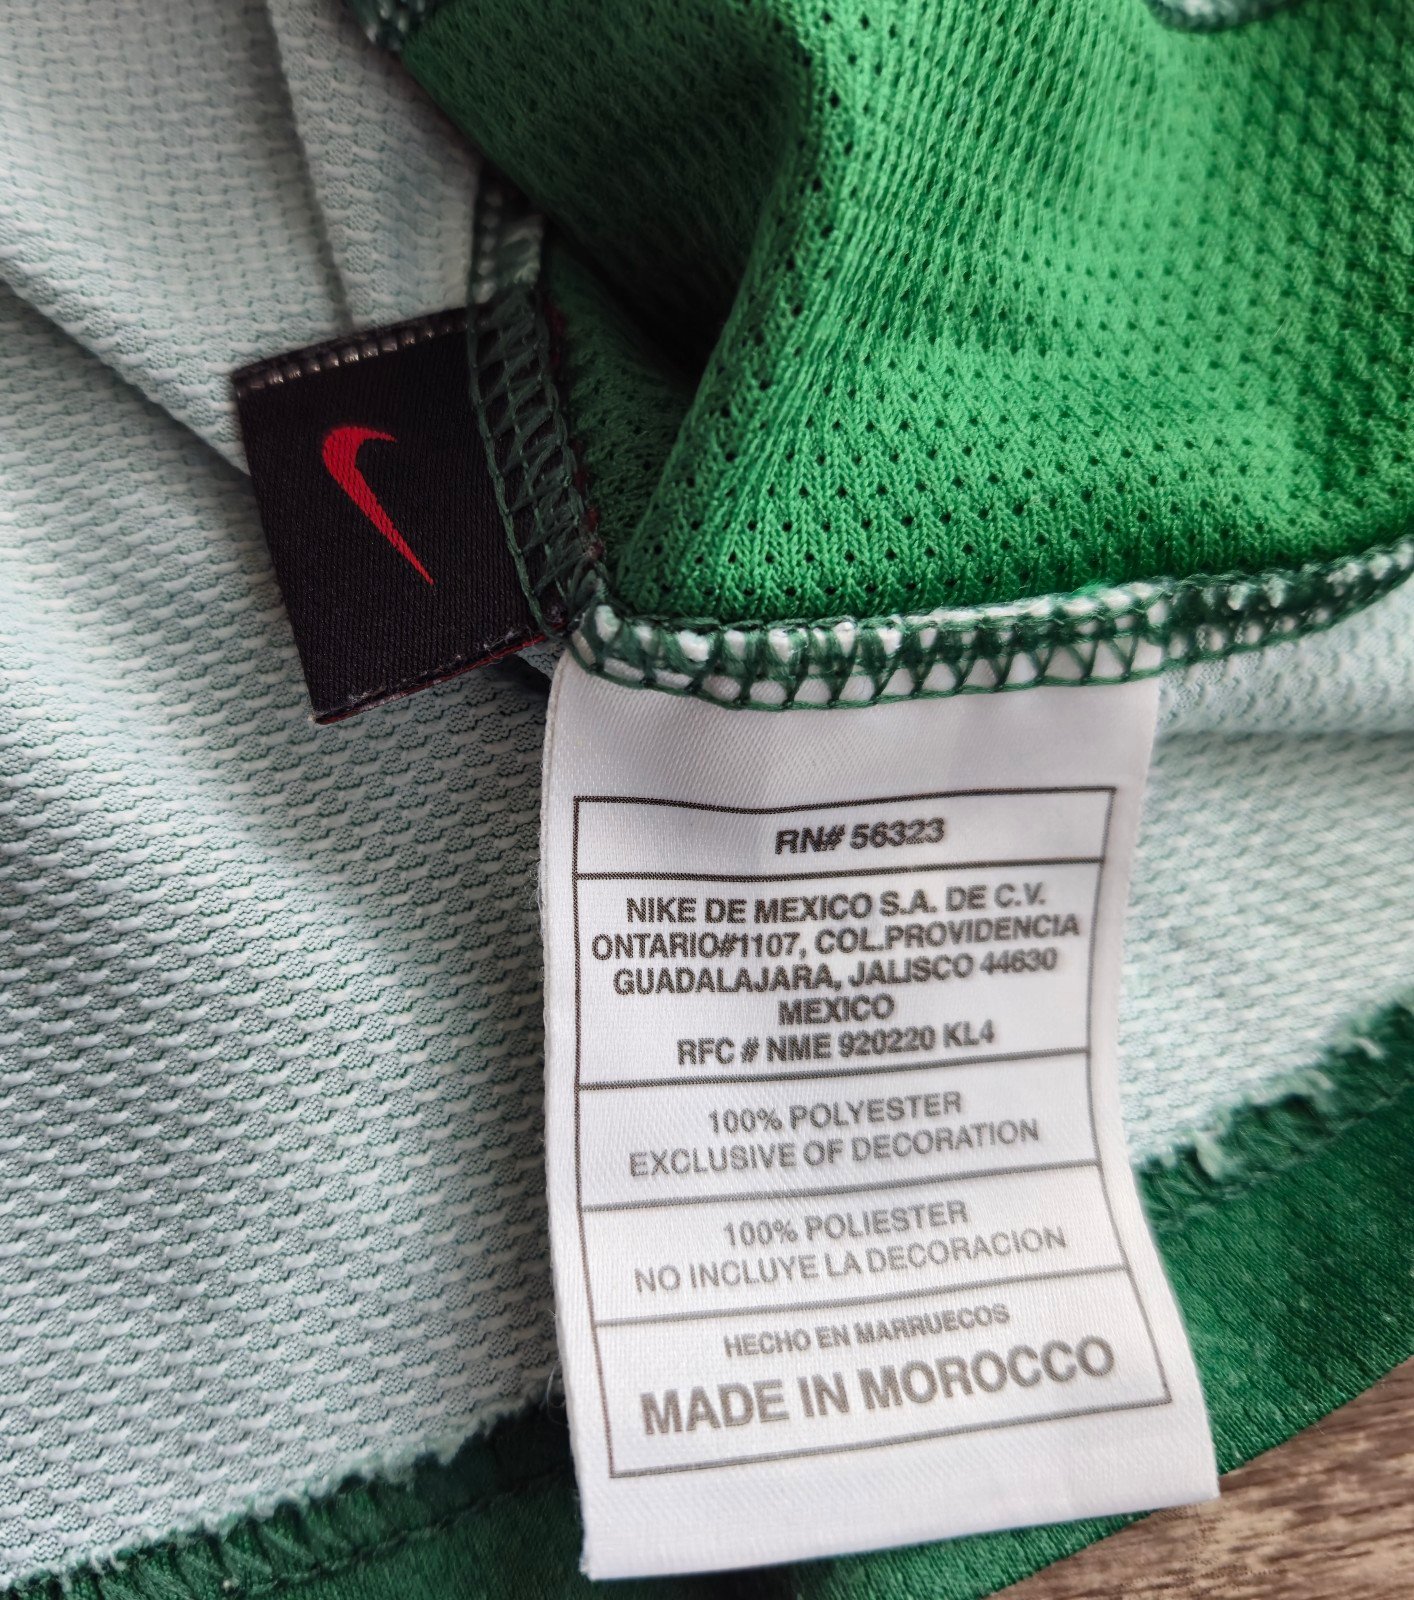 RN# 56323
NIKE DE MEXICO S.A. DE C.V.
ONTARIO#1107, COL.PROVIDENCIA
GUADALAJARA, JALISCO 44630
MEXICO
RFC # NME 920220 KL4
100% POLYESTER
EXCLUSIVE OF DECORATION
100% POLIESTER
NO INCLUYE LA DECORACION
HECHO EN MARRUECOS
MADE IN MOROCCO